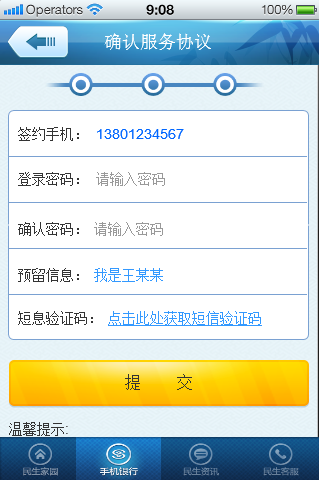 Operators 9:08 100%
确认服务协议
签约手机： 13801234567
登录密码： 请输入密码
确认密码： 请输入密码
预留信息： 我是王某某
短息验证码： 点击此处获取短信验证码
提 交
温馨提示:
民生家园 手机银行 民生资讯 民生客服